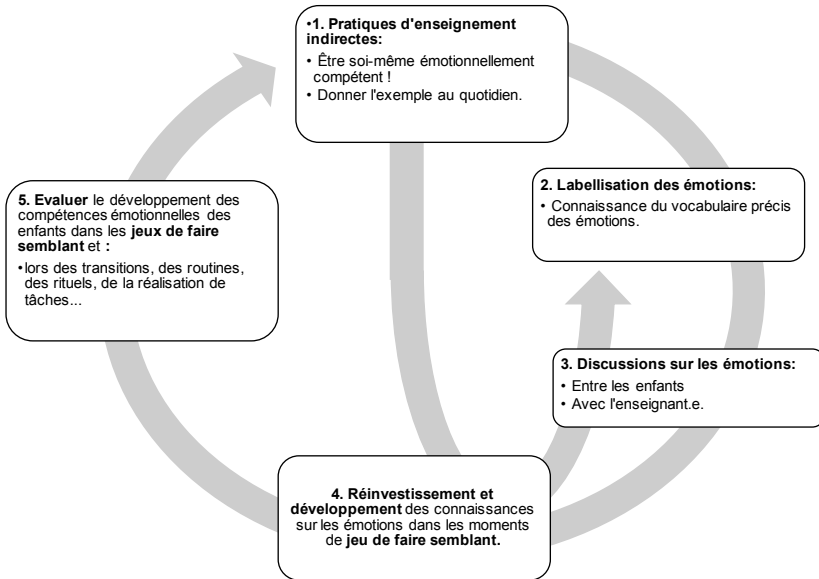 •1. Pratiques d'enseignement
indirectes:
• Être soi-même émotionnellement
compétent !
• Donner l'exemple au quotidien.
2. Labellisation des émotions:
• Connaissance du vocabulaire précis
des émotions.
3. Discussions sur les émotions:
• Entre les enfants
• Avec l'enseignant.e.
4. Réinvestissement et
développement des connaissances
sur les émotions dans les moments
de jeu de faire semblant.
5. Evaluer le développement des
compétences émotionnelles des
enfants dans les jeux de faire
semblant et :
•lors des transitions, des routines,
des rituels, de la réalisation de
tâches...